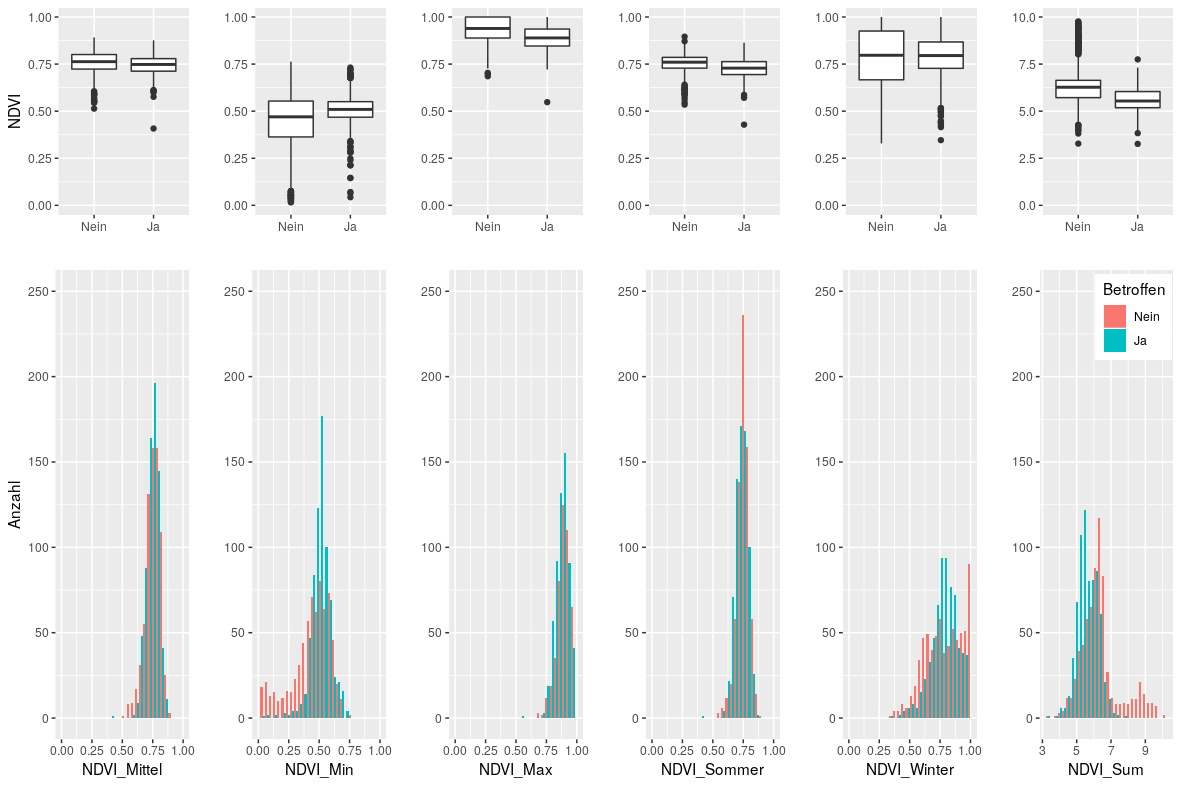 1.00 1.00 1.00 1.00 1.00 10.0
0.75 0.75 0.75 0.75 0.75 7.5
NDVI
0.50 0.50 0.50 0.50 0.50 5.0
0.25 0.25 0.25 0.25 0.25 2.5
0.00 0.00 0.00 0.00 0.00 0.0
Nein Ja Nein Ja Nein Ja Nein Ja Nein Ja Nein Ja
Betroffen
Nein
Ja
250 250 250 250 250 250
200 200 200 200 200 200
150 150 150 150 150 150
Anzahl
100 100 100 100 100 100
50 50 50 50 50 50
0 0 0 0 0 0
0.00 0.25 0.50 0.75 1.00 0.00 0.25 0.50 0.75 1.00 0.00 0.25 0.50 0.75 1.00 0.00 0.25 0.50 0.75 1.00 0.00 0.25 0.50 0.75 1.00 3 5 7 9
NDVI_Mittel NDVI_Min NDVI_Max NDVI_Sommer NDVI_Winter NDVI_Sum